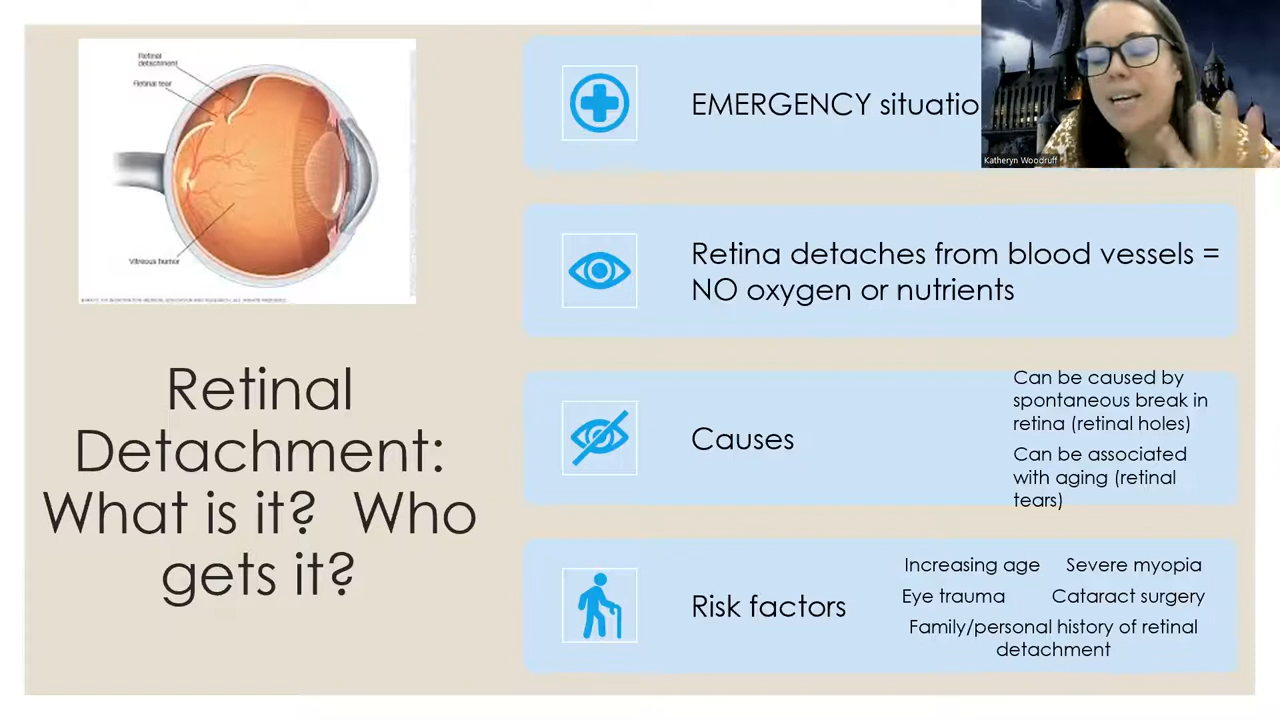 Retinal
detachment
Retinal tear
Vitreous humor
Retinal
Detachment:
What is it? Who
gets it?
EMERGENCY situatio
Katheryn Woodruff
Retina detaches from blood vessels =
NO oxygen or nutrients
Causes
Can be caused by
spontaneous break in
retina (retinal holes)
Can be associated
with aging (retinal
tears)
Risk factors
Increasing age Severe myopia
Eye trauma Cataract surgery
Family/personal history of retinal
detachment